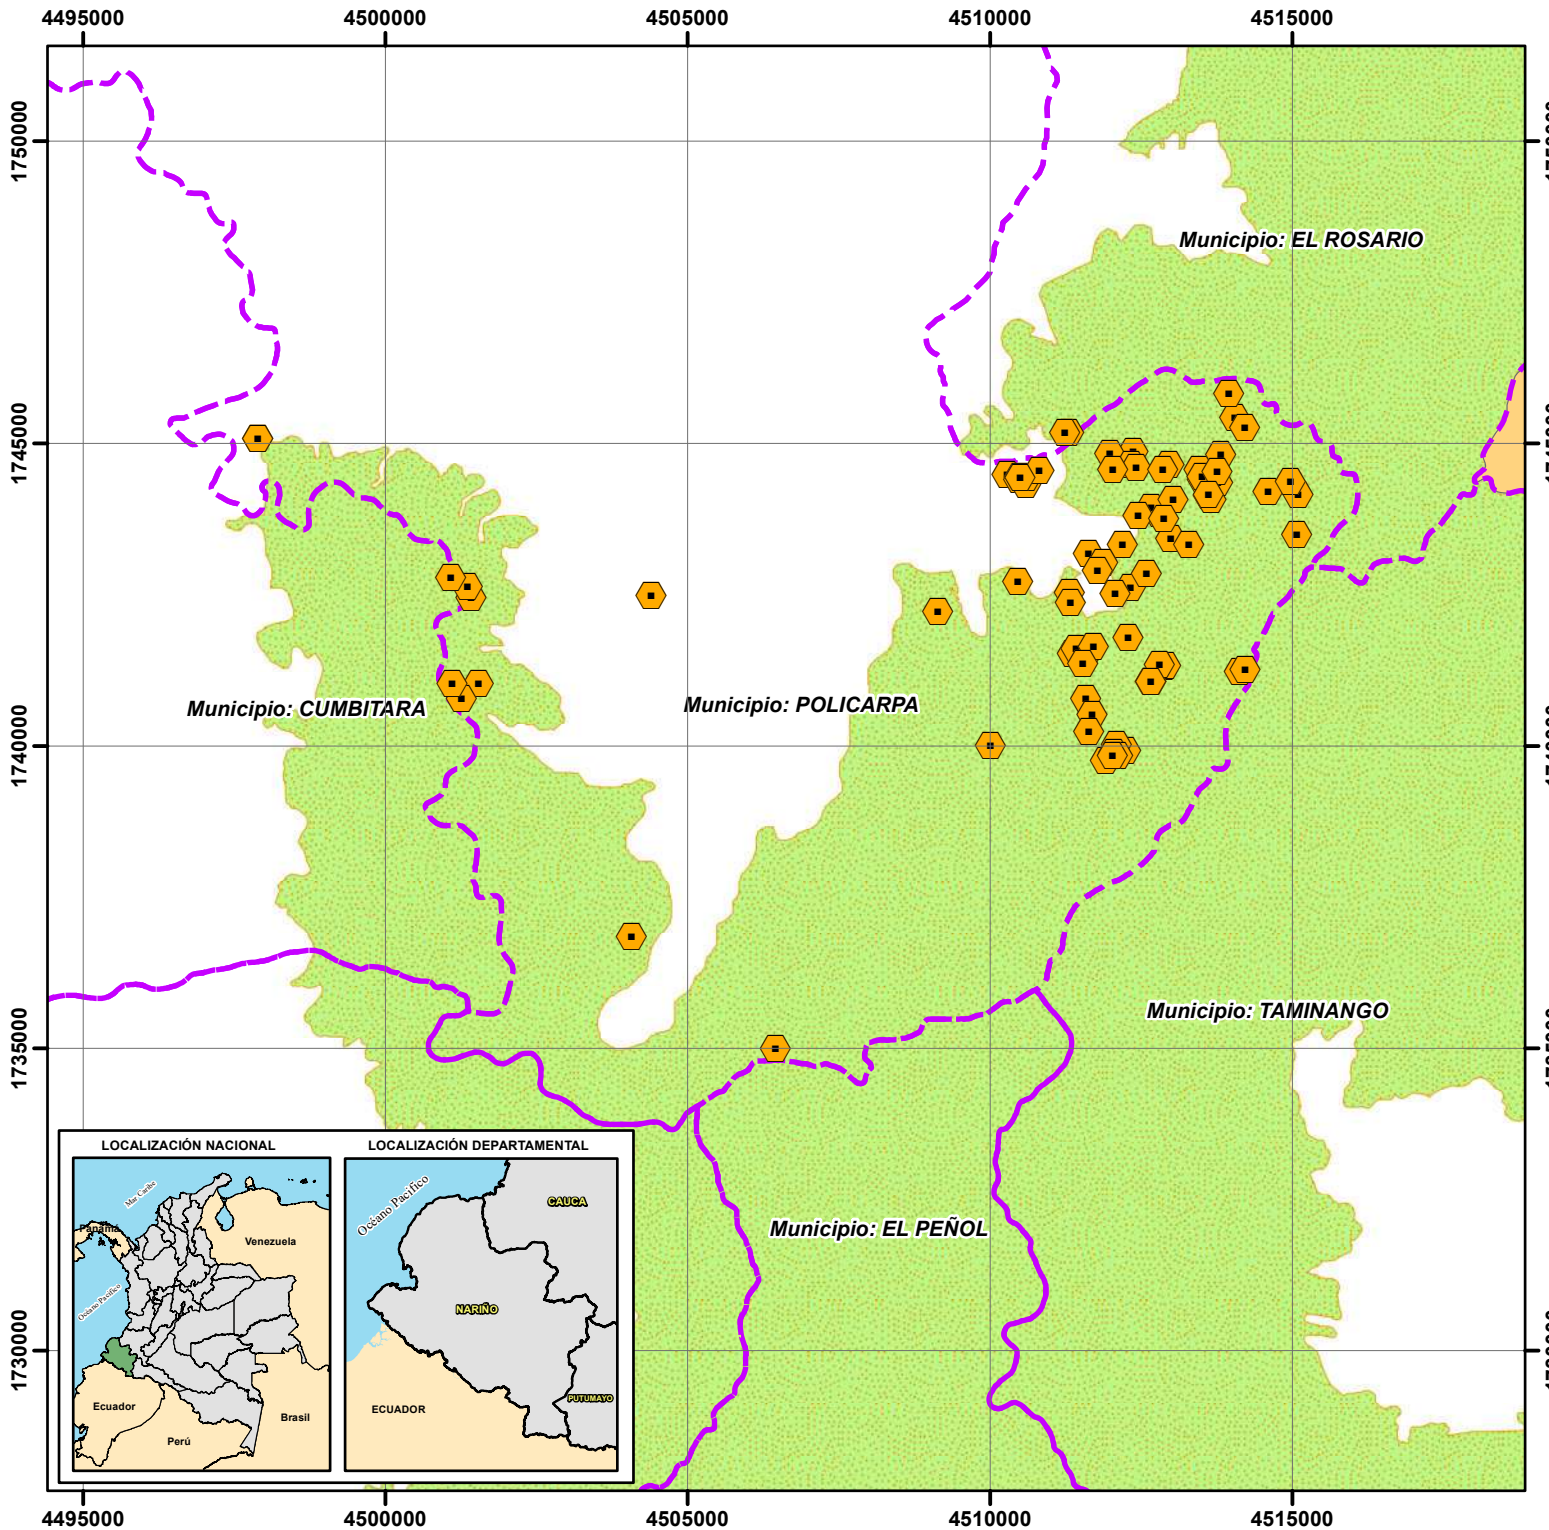 4495000 4500000 4505000 4510000 4515000
1750000
Municipio: EL ROSARIO
1745000
Municipio: CUMBITARA
Municipio: POLICARPA
1740000
Municipio: TAMINANGO
1735000
Municipio: EL PEÑOL
1730000
LOCALIZACIÓN NACIONAL
Mar Caribe
Panamá
Venezuela
Océano Pacífico
Ecuador
Brasil
Perú
LOCALIZACIÓN DEPARTAMENTAL
Océano Pacífico
CAUCA
NARIÑO
PUTUMAYO
ECUADOR
4495000 4500000 4505000 4510000 4515000